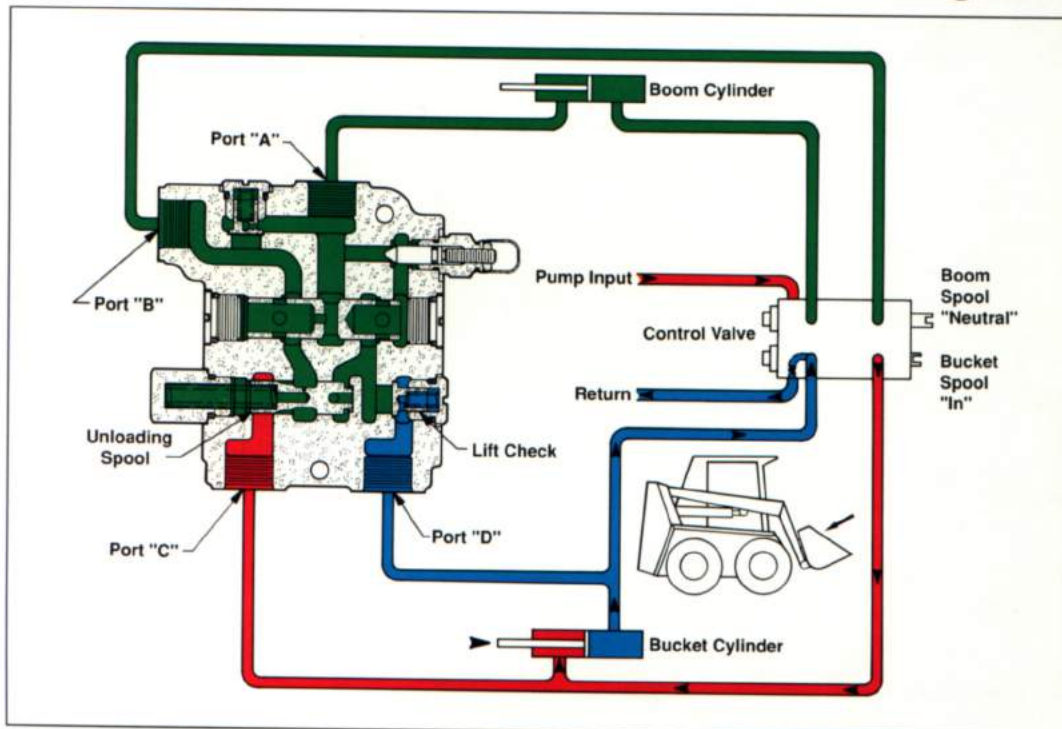 Boom Cylinder
Port "A"
Pump Input
Boom
Spool
"Neutral"
Port "B"
Control Valve
Bucket
Spool
"In"
Return
Unloading
Spool
Lift Check
Port "C"
Port "D"
Bucket Cylinder